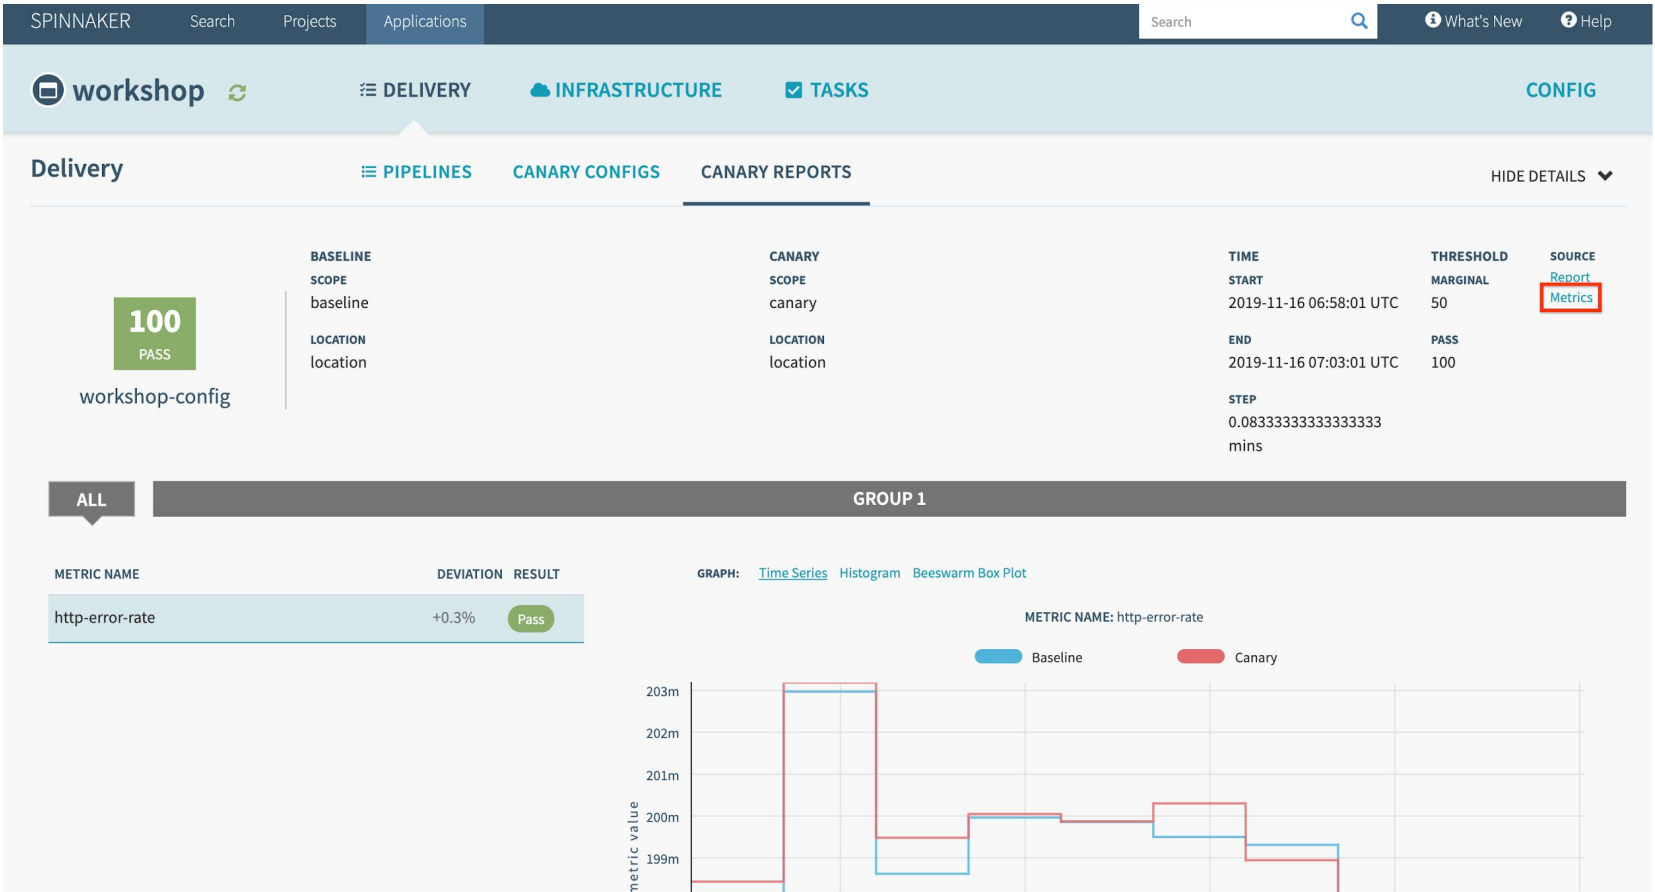 SPINNAKER Search Projects Applications Search What's New Help
workshop DELIVERY INFRASTRUCTURE TASKS CONFIG
Delivery PIPELINES CANARY CONFIGS CANARY REPORTS HIDE DETAILS
100
PASS
workshop-config
BASELINE
SCOPE
baseline
LOCATION
location
CANARY
SCOPE
canary
LOCATION
location
TIME
START
2019-11-16 06:58:01 UTC
END
2019-11-16 07:03:01 UTC
STEP
0.08333333333333333
mins
THRESHOLD
MARGINAL
50
PASS
100
SOURCE
Report
Metrics
ALL GROUP 1
METRIC NAME DEVIATION RESULT
http-error-rate +0.3% Pass
GRAPH: Time Series Histogram Beeswarm Box Plot
METRIC NAME: http-error-rate
Baseline Canary
203m
202m
201m
200m
199m
metric value